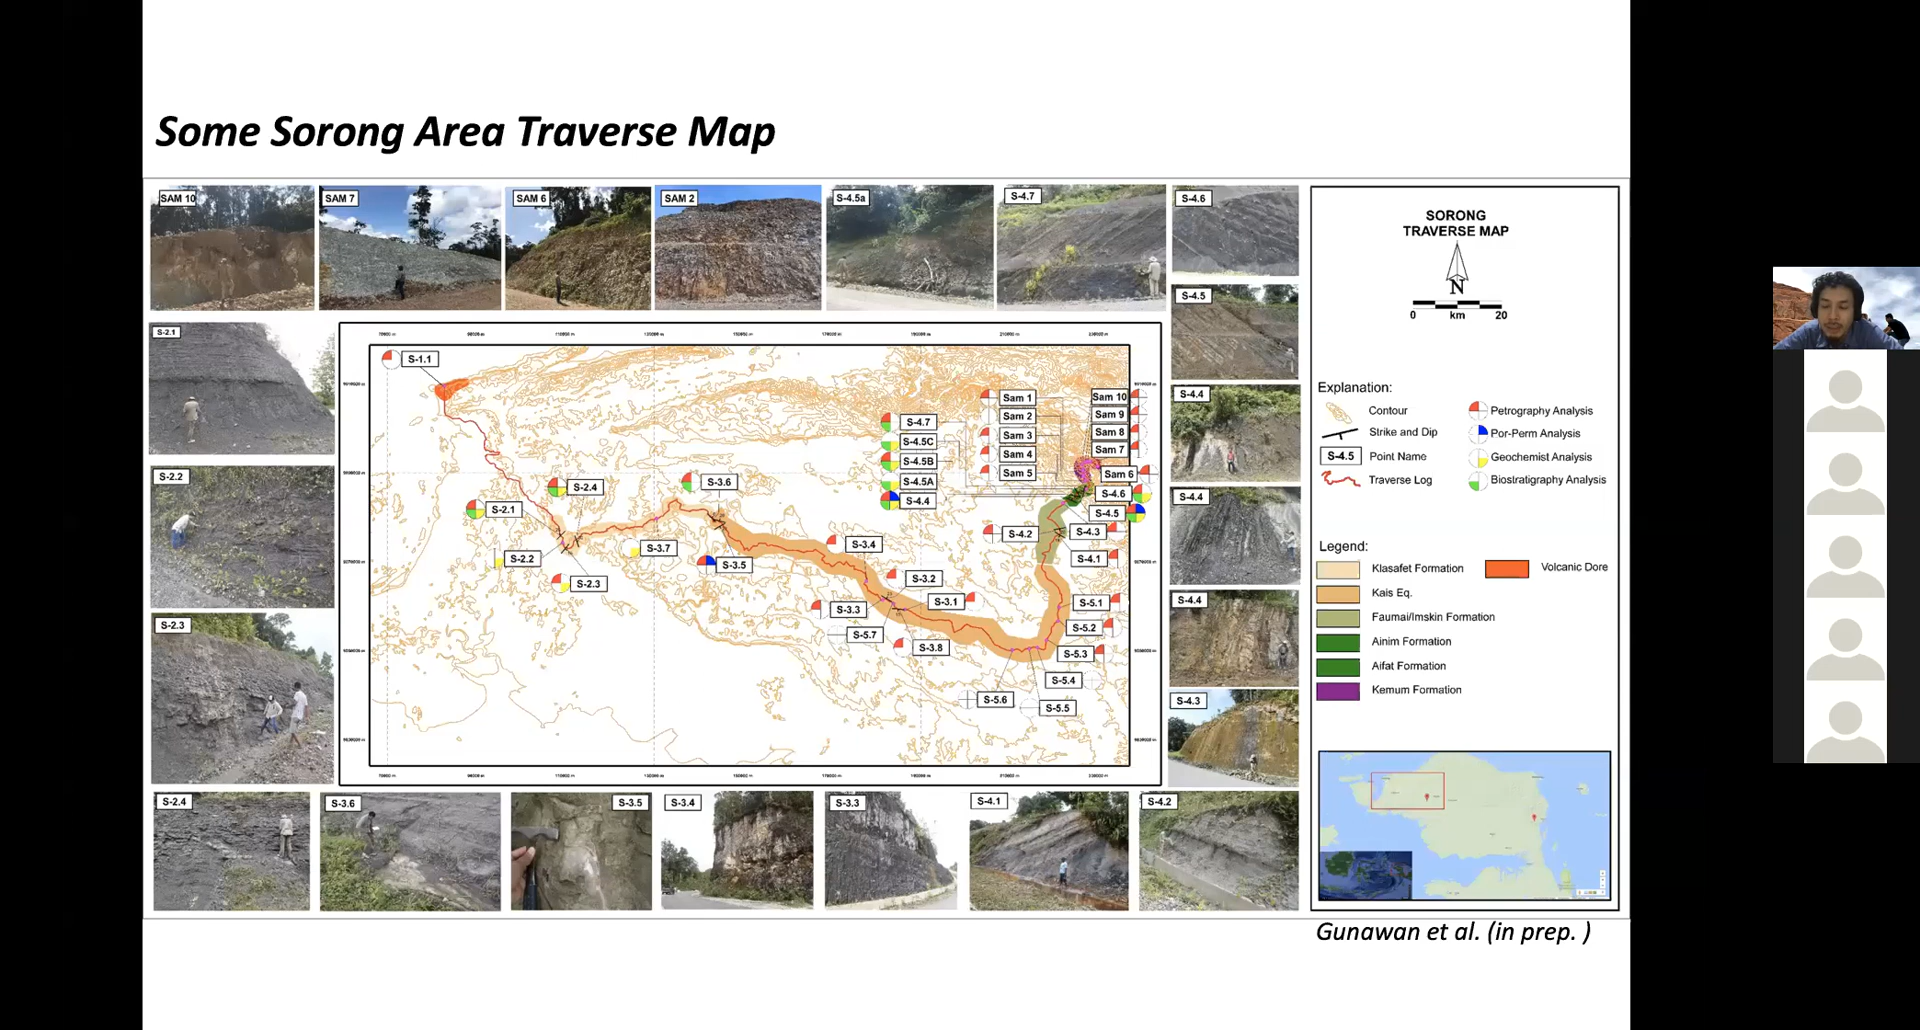 Some Sorong Area Traverse Map
SAM 10
SAM 7
SAM 6
SAM 2
S-4.5a
S-4.7
S-4.6
S-4.5
S-4.4
S-4.4
S-4.4
S-4.3
S-2.1
S-2.2
S-2.3
S-2.4
S-3.6
S-3.5
S-3.4
S-3.3
S-4.1
S-4.2
S-1.1
S-2.4
S-2.1
S-2.2
S-2.3
S-3.6
S-3.7
S-3.5
S-3.4
S-3.2
S-3.1
S-3.3
S-5.7
S-3.8
S-4.7
S-4.5C
S-4.5B
S-4.5A
S-4.4
Sam 1
Sam 2
Sam 3
Sam 4
Sam 5
Sam 10
Sam 9
Sam 8
Sam 7
Sam 6
S-4.6
S-4.5
S-4.3
S-4.2
S-4.1
S-5.1
S-5.2
S-5.3
S-5.4
S-5.6
S-5.5
SORONG
TRAVERSE MAP
N
0 km 20
Explanation:
Contour
Strike and Dip
S-4.5 Point Name
Traverse Log
Petrography Analysis
Por-Perm Analysis
Geochemist Analysis
Biostratigraphy Analysis
Legend:
Klasafet Formation
Kais Eq.
Faumai/Imskin Formation
Ainim Formation
Aifat Formation
Kemum Formation
Volcanic Dore
Gunawan et al. (in prep. )